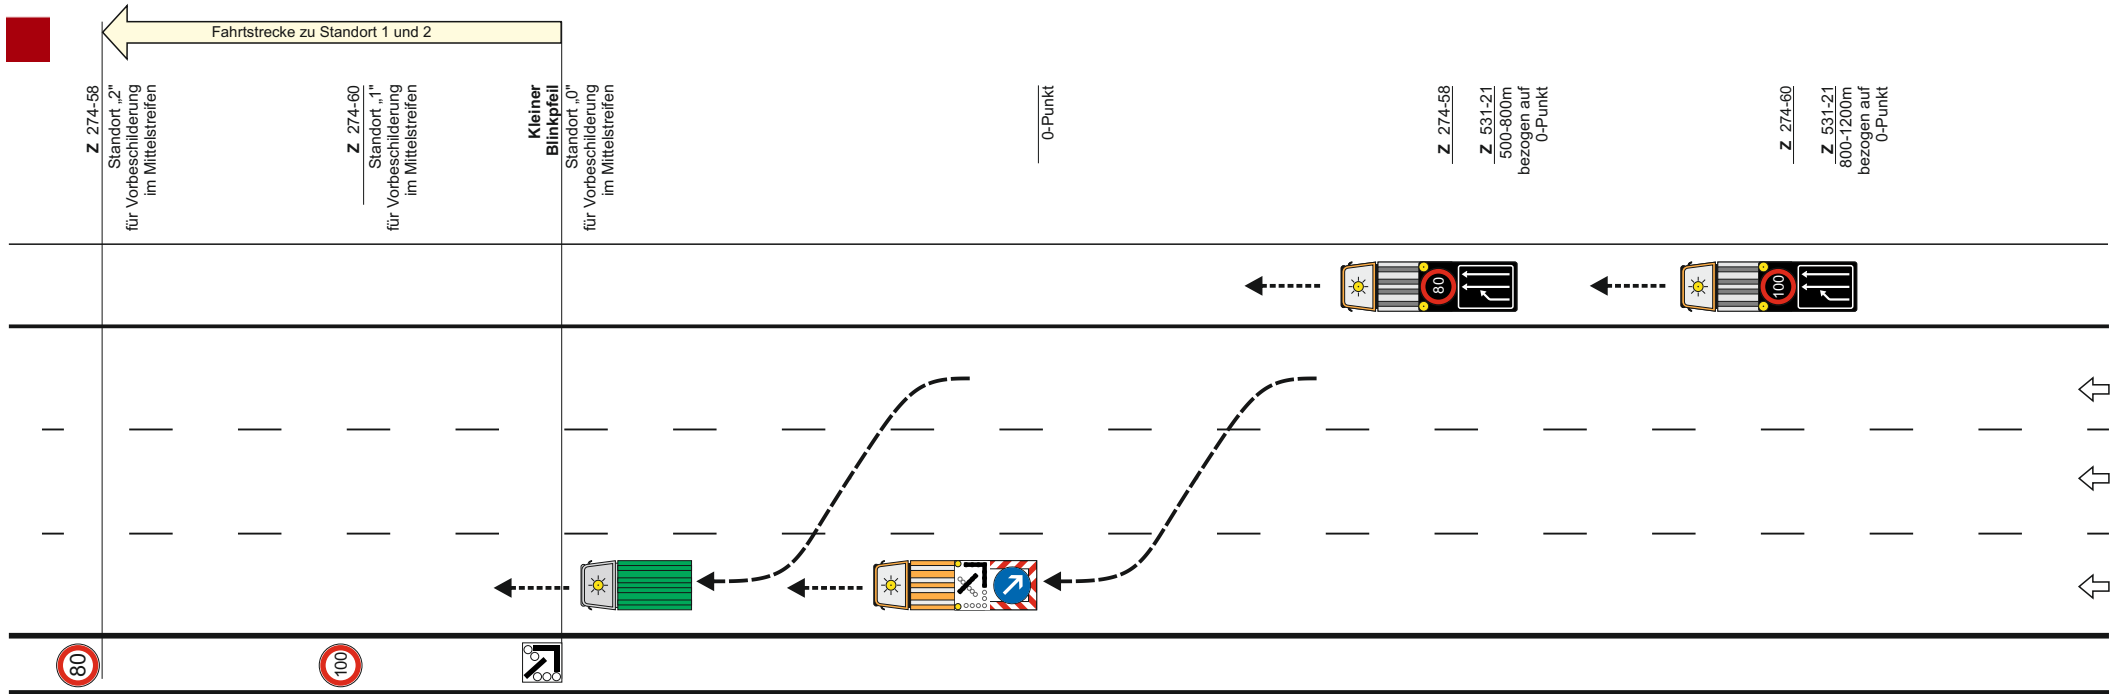 Fahrtstrecke zu Standort 1 und 2
Z 274-58
Standort „2"
für Vorbeschilderung
im Mittelstreifen
Z 274-60
Standort „1"
für Vorbeschilderung
im Mittelstreifen
Kleiner
Blinkpfeil
Standort „0"
für Vorbeschilderung
im Mittelstreifen
0-Punkt
Z 274-58
Z 531-21
500-800m
bezogen auf
0-Punkt
Z 274-60
Z 531-21
800-1200m
bezogen auf
0-Punkt
80
100
80
100